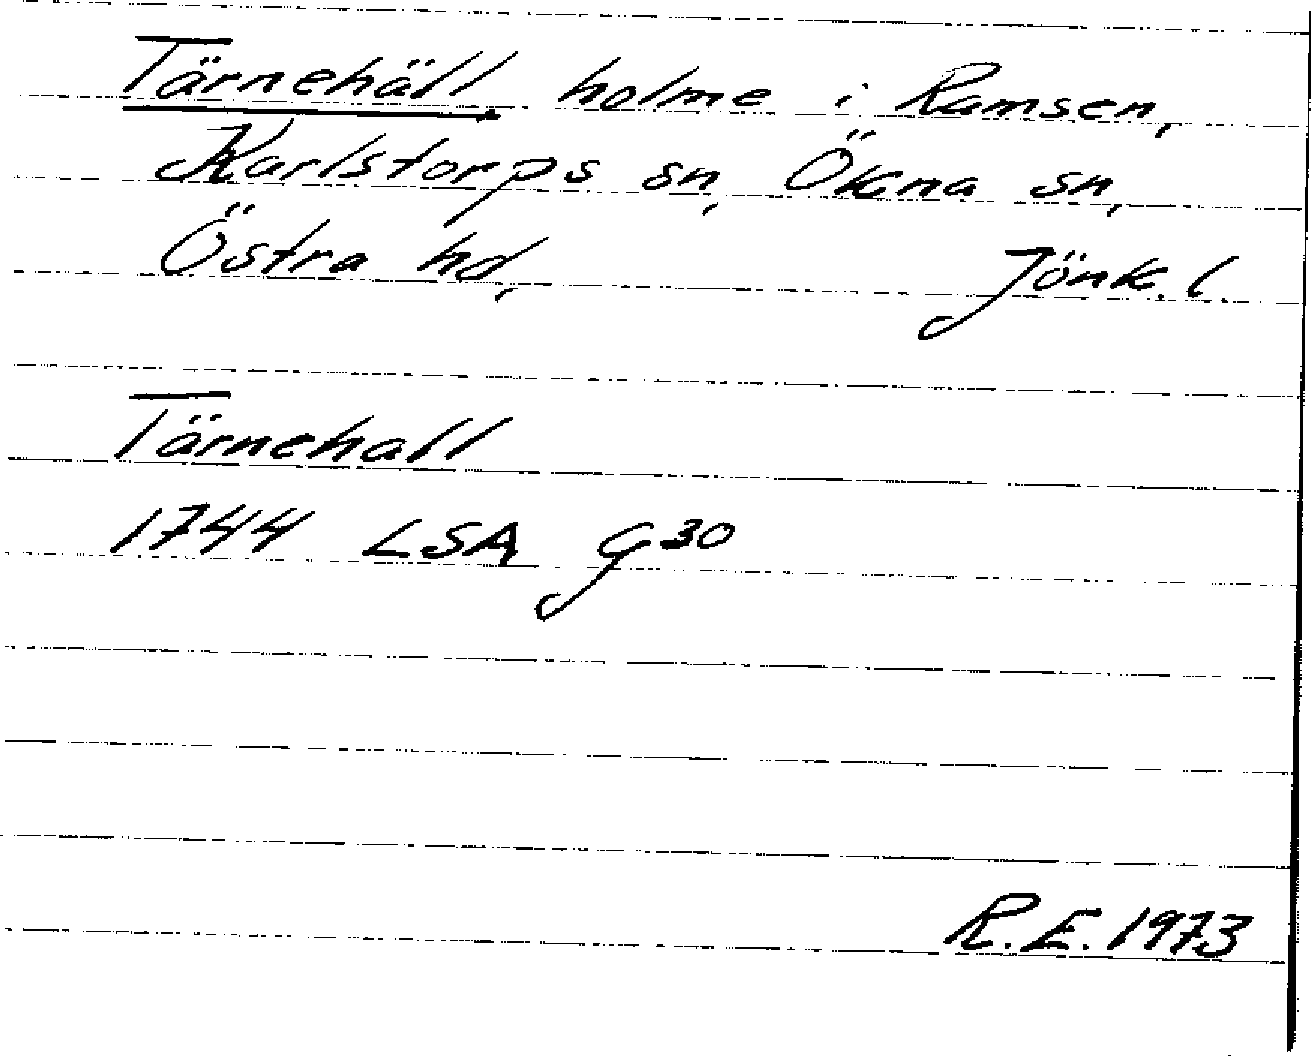 Tärnehäll, holme i Ramsen,
Karlstorps sn, Ökna sn,
Östra hd, Jönk. l.
Tärnehall
1744 LSA G30
R. E. 1973